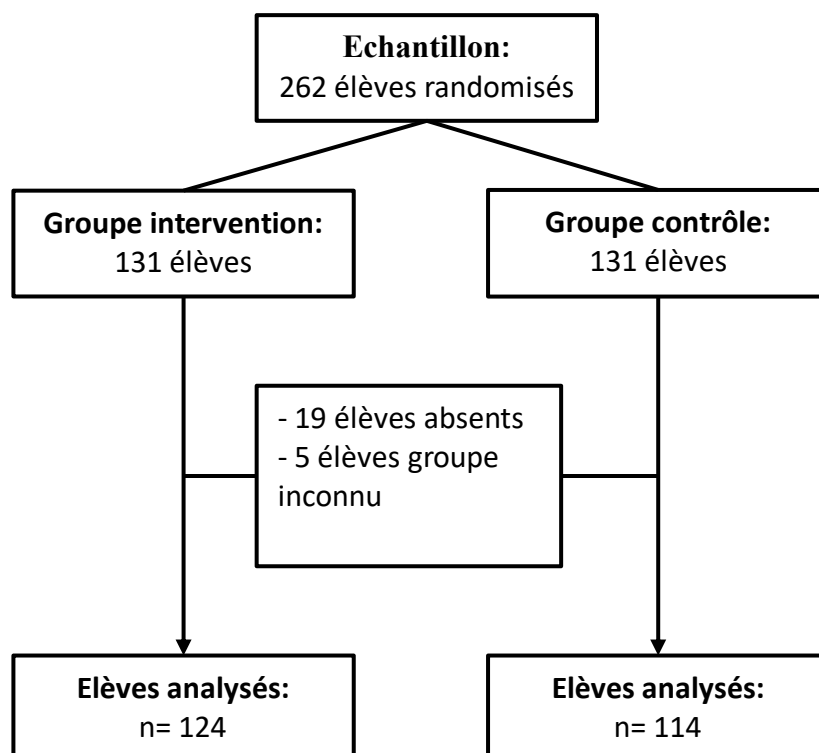 Echantillon:
262 élèves randomisés
Groupe intervention:
131 élèves
Groupe contrôle:
131 élèves
- 19 élèves absents
- 5 élèves groupe
inconnu
Elèves analysés:
n= 124
Elèves analysés:
n= 114